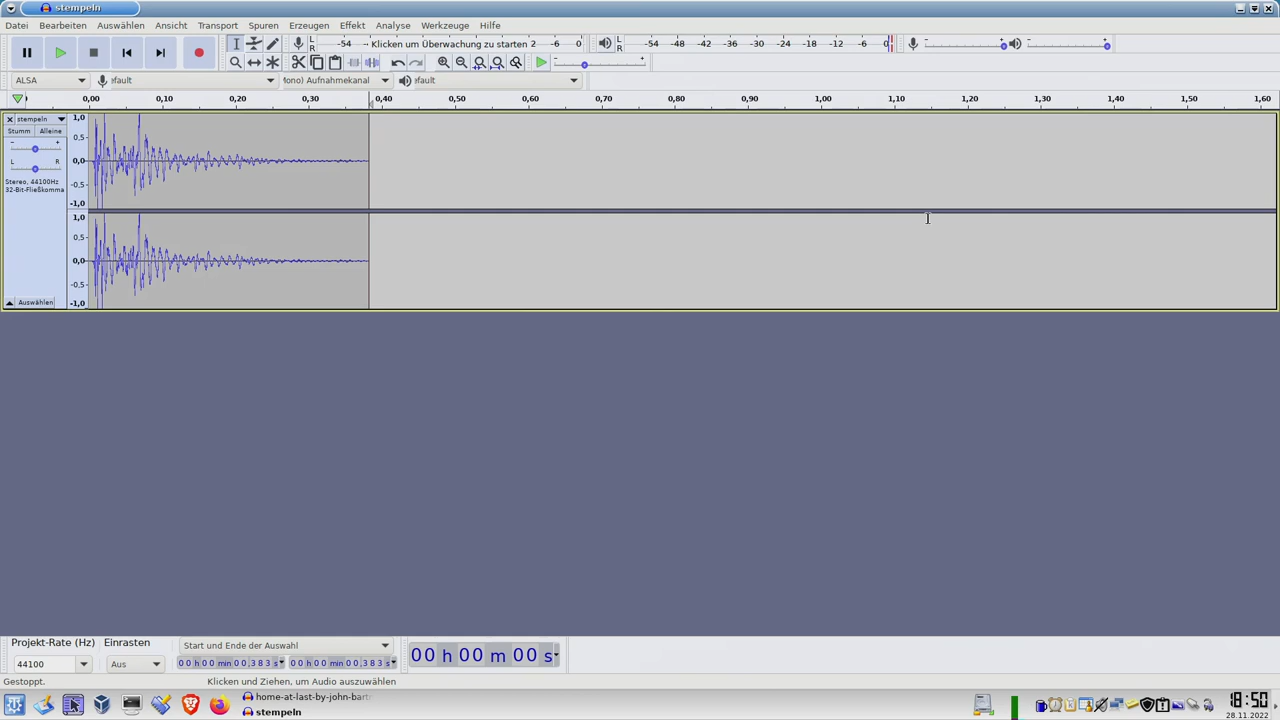 stempeln
Datei Bearbeiten Auswählen Ansicht Transport Spuren Erzeugen Effekt Analyse Werkzeuge Hilfe
L R -54 Klicken um Überwachung zu starten 2 -6 0 L R -54 -48 -42 -36 -30 -24 -18 -12 -6 0 - + - +
ALSA efault (Mono) Aufnahmekanal efault
0,00 0,10 0,20 0,30 0,40 0,50 0,60 0,70 0,80 0,90 1,00 1,10 1,20 1,30 1,40 1,50 1,60
stempeln
Stumm Alleine
- +
L R
Stereo, 44100Hz
32-Bit-Fließkomma
Auswählen
1,0
0,5
0,0
-0,5
-1,0
1,0
0,5
0,0
-0,5
-1,0
Projekt-Rate (Hz) Einrasten Start und Ende der Auswahl
44100 Aus 00 h 00 min 00.383 s 00 h 00 min 00.383 s
00 h 00 m 00 s
Gestoppt. Klicken und Ziehen, um Audio auszuwählen
home-at-last-by-john-bart
stempeln
18:50
28.11.2022